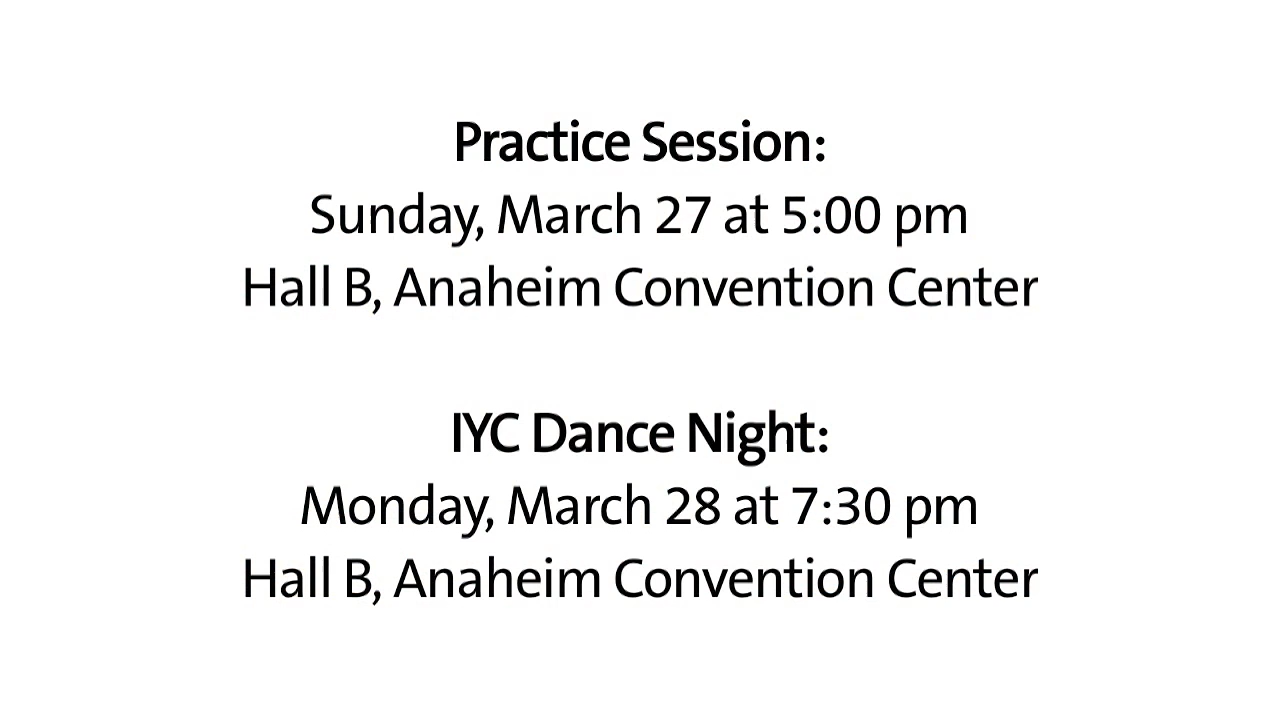 Practice Session:
Sunday, March 27 at 5:00 pm
Hall B, Anaheim Convention Center
IYC Dance Night:
Monday, March 28 at 7:30 pm
Hall B, Anaheim Convention Center